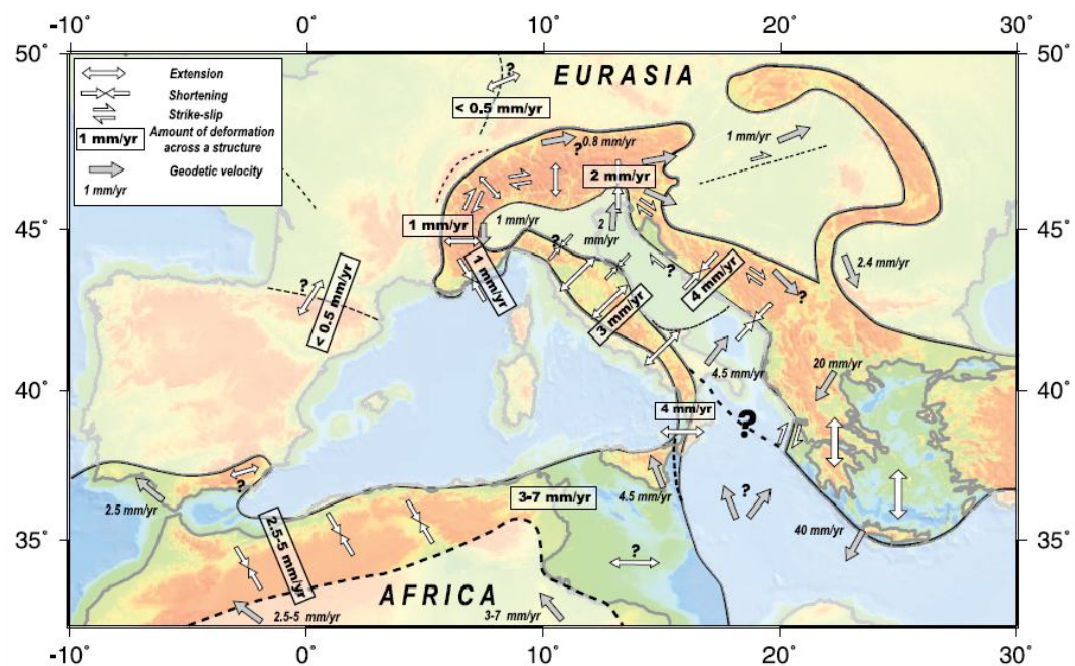 -10° 0° 10° 20° 30°
50° 50°
Extension
Shortening
Strike-slip
1 mm/yr Amount of deformation
across a structure
Geodetic velocity
1 mm/yr
EURASIA
?
< 0.5 mm/yr
0.8 mm/yr
?
1 mm/yr
2 mm/yr
45° 45°
1 mm/yr
1 mm/yr
2
mm/yr
?
1 mm/yr
?
4 mm/yr
?
2.4 mm/yr
?
< 0.5 mm/yr
3 mm/yr
4.5 mm/yr
20 mm/yr
40° 40°
4 mm/yr
?
?
2.5 mm/yr
3-7 mm/yr
4.5 mm/yr
?
40 mm/yr
35° 35°
2.5-5 mm/yr
?
AFRICA
2.5-5 mm/yr
3-7 mm/yr
-10° 0° 10° 20° 30°